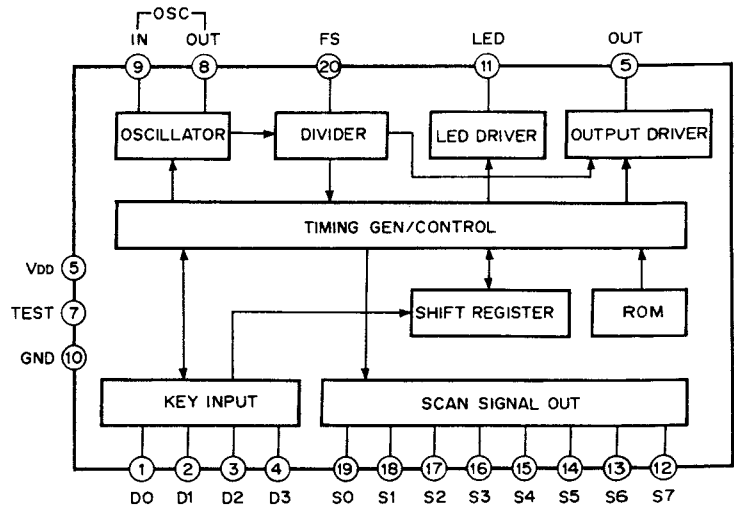 OSC
IN OUT FS LED OUT
9 8 20 11 5
OSCILLATOR DIVIDER LED DRIVER OUTPUT DRIVER
TIMING GEN/CONTROL
VDD 5
TEST 7
SHIFT REGISTER ROM
GND 10
KEY INPUT SCAN SIGNAL OUT
1 2 3 4 19 18 17 16 15 14 13 12
D0 D1 D2 D3 S0 S1 S2 S3 S4 S5 S6 S7